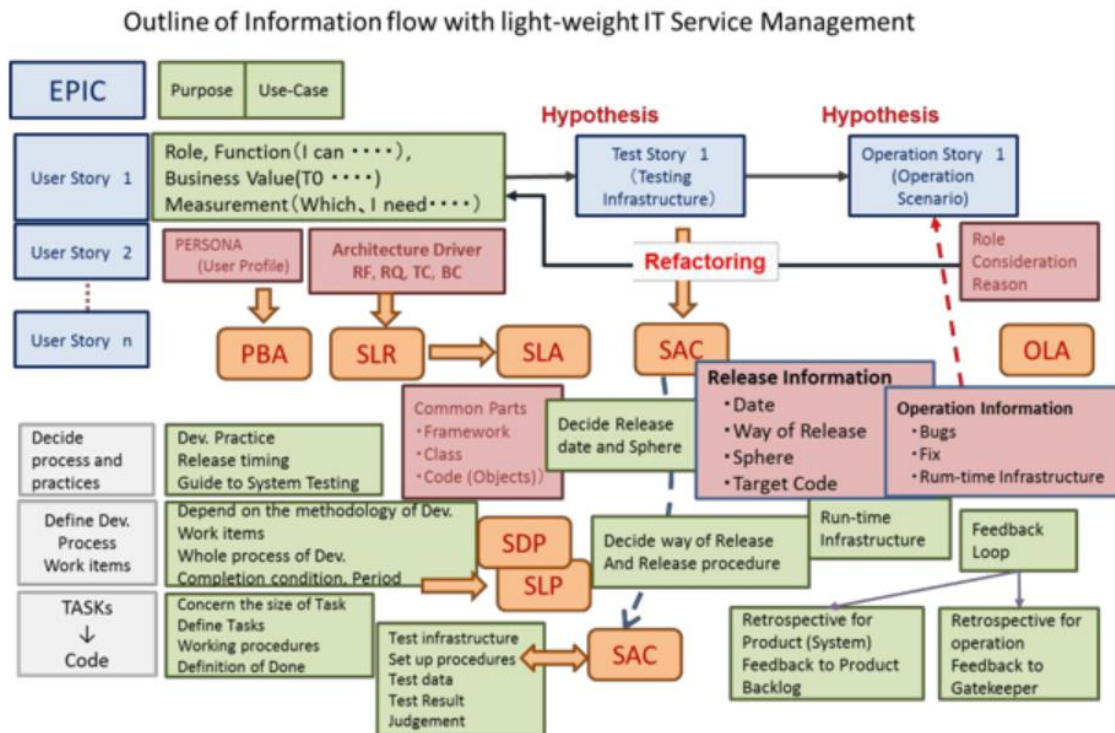 Outline of Information flow with light-weight IT Service Management
EPIC
Purpose
Use-Case
Hypothesis
Hypothesis
User Story 1
Role, Function(I can ････),
Business Value(T0 ････)
Measurement(Which、I need････)
Test Story 1
(Testing
Infrastructure)
Operation Story 1
(Operation
Scenario)
User Story 2
PERSONA
(User Profile)
Architecture Driver
RF, RQ, TC, BC
Refactoring
Role
Consideration
Reason
User Story n
PBA
SLR
SLA
SAC
OLA
Common Parts
・Framework
・Class
・Code (Objects))
Decide Release
date and Sphere
Release Information
・Date
・Way of Release
・Sphere
・Target Code
Operation Information
・Bugs
・Fix
・Rum-time Infrastructure
Decide
process and
practices
Dev. Practice
Release timing
Guide to System Testing
Define Dev.
Process
Work items
Depend on the methodology of Dev.
Work items
Whole process of Dev.
Completion condition, Period
SDP
SLP
Decide way of Release
And Release procedure
Run-time
Infrastructure
Feedback
Loop
TASKs
↓
Code
Concern the size of Task
Define Tasks
Working procedures
Definition of Done
Test infrastructure
Set up procedures
Test data
Test Result
Judgement
SAC
Retrospective for
Product (System)
Feedback to Product
Backlog
Retrospective for
operation
Feedback to
Gatekeeper